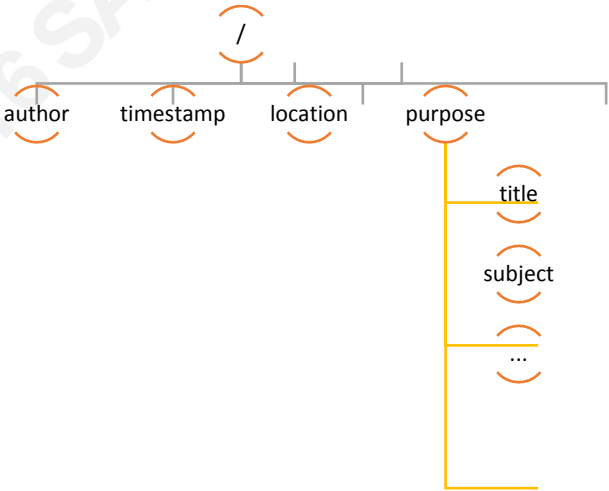 /
author timestamp location purpose
title
subject
...